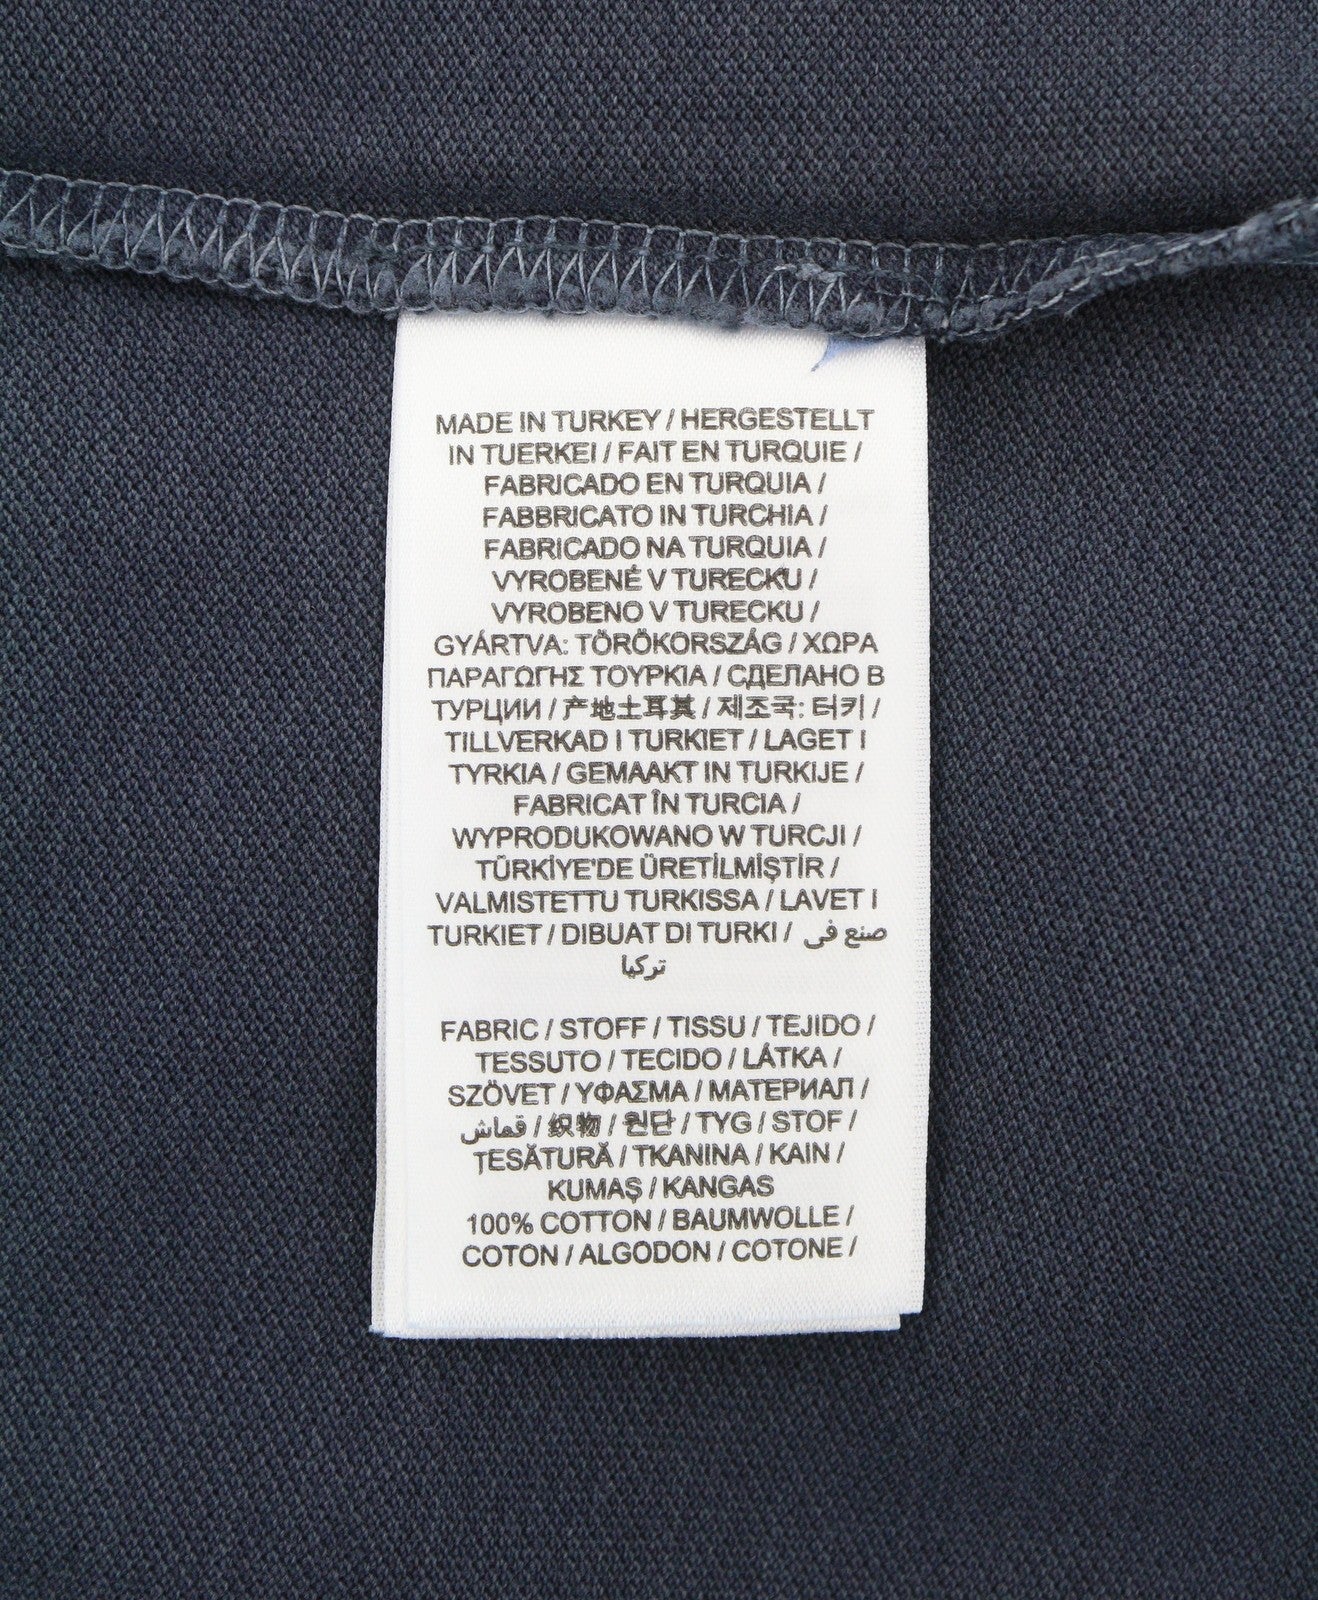 MADE IN TURKEY / HERGESTELLT
IN TUERKEI / FAIT EN TURQUIE /
FABRICADO EN TURQUIA /
FABBRICATO IN TURCHIA /
FABRICADO NA TURQUIA /
VYROBENÉ V TURECKU /
VYROBENO V TURECKU /
GYÁRTVA: TÖRÖKORSZÁG / ΧΩΡΑ
ΠΑΡΑΓΩΓΗΣ ΤΟΥΡΚΙΑ / СДЕЛАНО В
ТУРЦИИ / 产地土耳其 / 제조국: 터키 /
TILLVERKAD I TURKIET / LAGET I
TYRKIA / GEMAAKT IN TURKIJE /
FABRICAT ÎN TURCIA /
WYPRODUKOWANO W TURCJI /
TÜRKİYE'DE ÜRETİLMİŞTİR /
VALMISTETTU TURKISSA / LAVET I
TURKIET / DIBUAT DI TURKI / صنع في
تركيا
FABRIC / STOFF / TISSU / TEJIDO /
TESSUTO / TECIDO / LÁTKA /
SZÖVET / ΥΦΑΣΜΑ / МАТЕРИАЛ /
قماش / 织物 / 원단 / TYG / STOF /
ȚESĂTURĂ / TKANINA / KAIN /
KUMAŞ / KANGAS
100% COTTON / BAUMWOLLE /
COTON / ALGODON / COTONE /